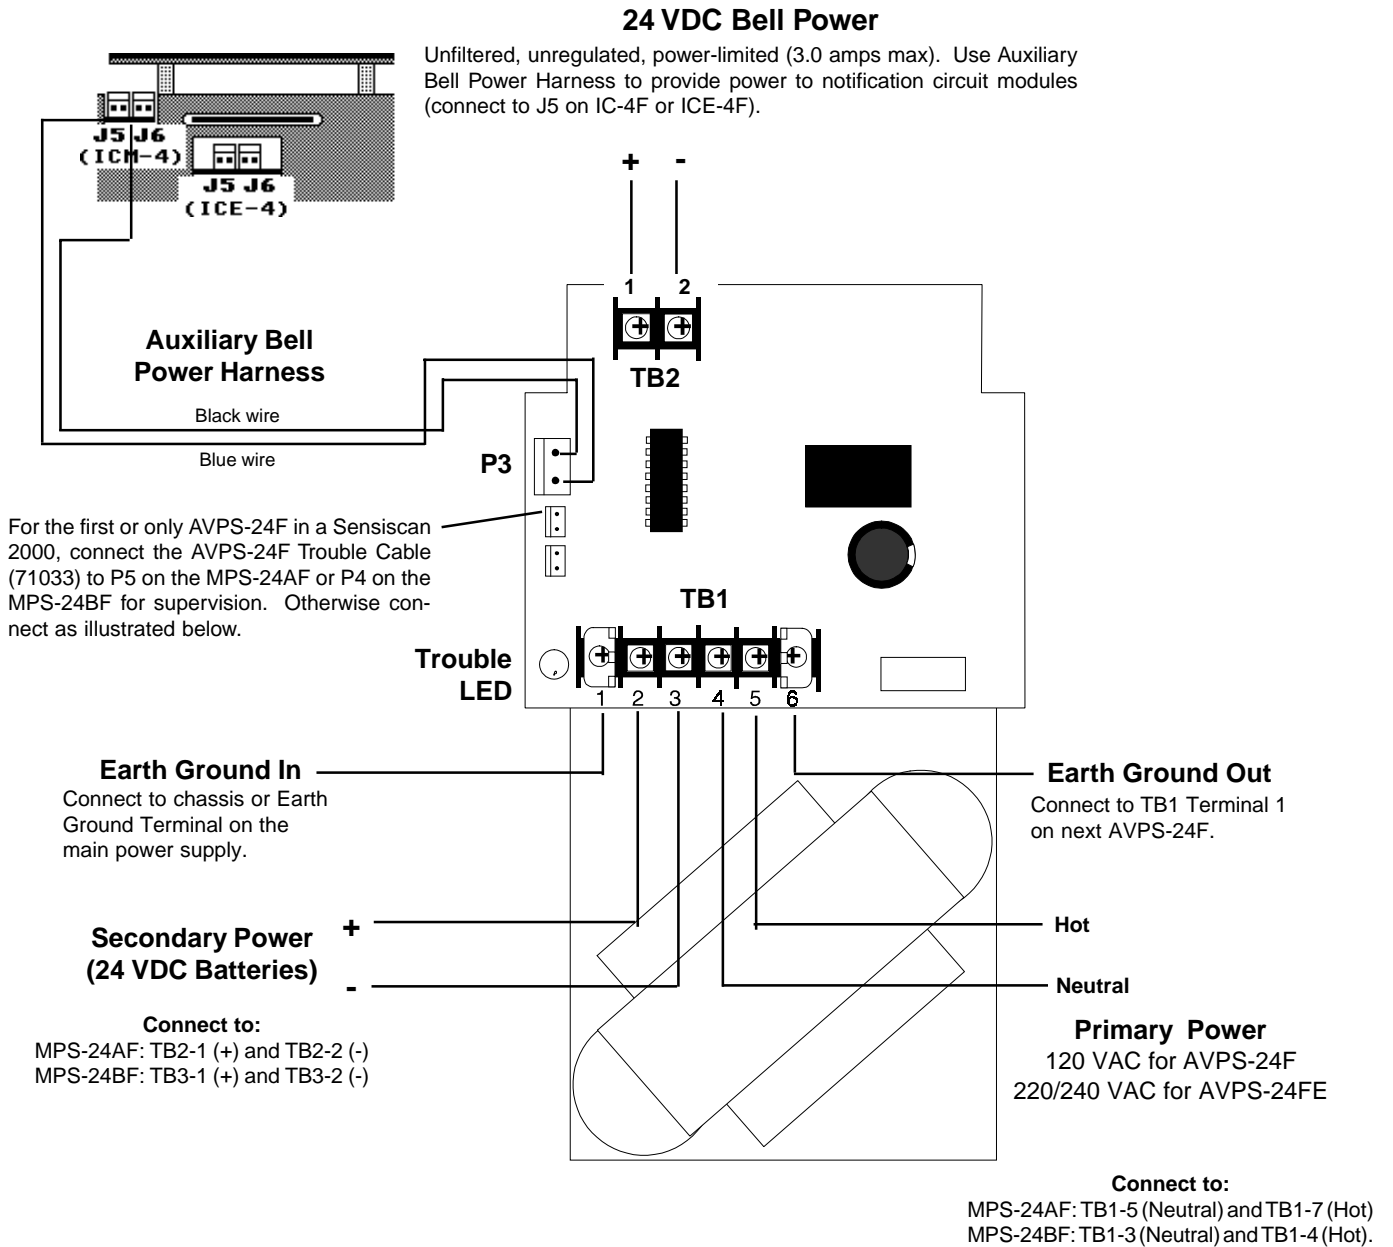 24 VDC Bell Power
Unfiltered, unregulated, power-limited (3.0 amps max). Use Auxiliary
Bell Power Harness to provide power to notification circuit modules
(connect to J5 on IC-4F or ICE-4F).
J5 J6
(ICM-4)
J5 J6
(ICE-4)
+ -
1 2
TB2
Auxiliary Bell
Power Harness
Black wire
Blue wire
P3
For the first or only AVPS-24F in a Sensiscan
2000, connect the AVPS-24F Trouble Cable
(71033) to P5 on the MPS-24AF or P4 on the
MPS-24BF for supervision. Otherwise con-
nect as illustrated below.
TB1
Trouble
LED
1 2 3 4 5 6
Earth Ground In
Connect to chassis or Earth
Ground Terminal on the
main power supply.
Earth Ground Out
Connect to TB1 Terminal 1
on next AVPS-24F.
+
Secondary Power
(24 VDC Batteries)
-
Connect to:
MPS-24AF: TB2-1 (+) and TB2-2 (-)
MPS-24BF: TB3-1 (+) and TB3-2 (-)
Hot
Neutral
Primary Power
120 VAC for AVPS-24F
220/240 VAC for AVPS-24FE
Connect to:
MPS-24AF: TB1-5 (Neutral) and TB1-7 (Hot)
MPS-24BF: TB1-3 (Neutral) and TB1-4 (Hot).